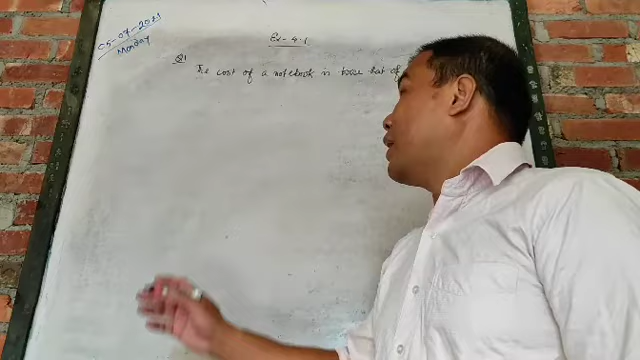 05-07-2021
Monday
Ex- 4.1
Q1
The cost of a notebook is twice that of